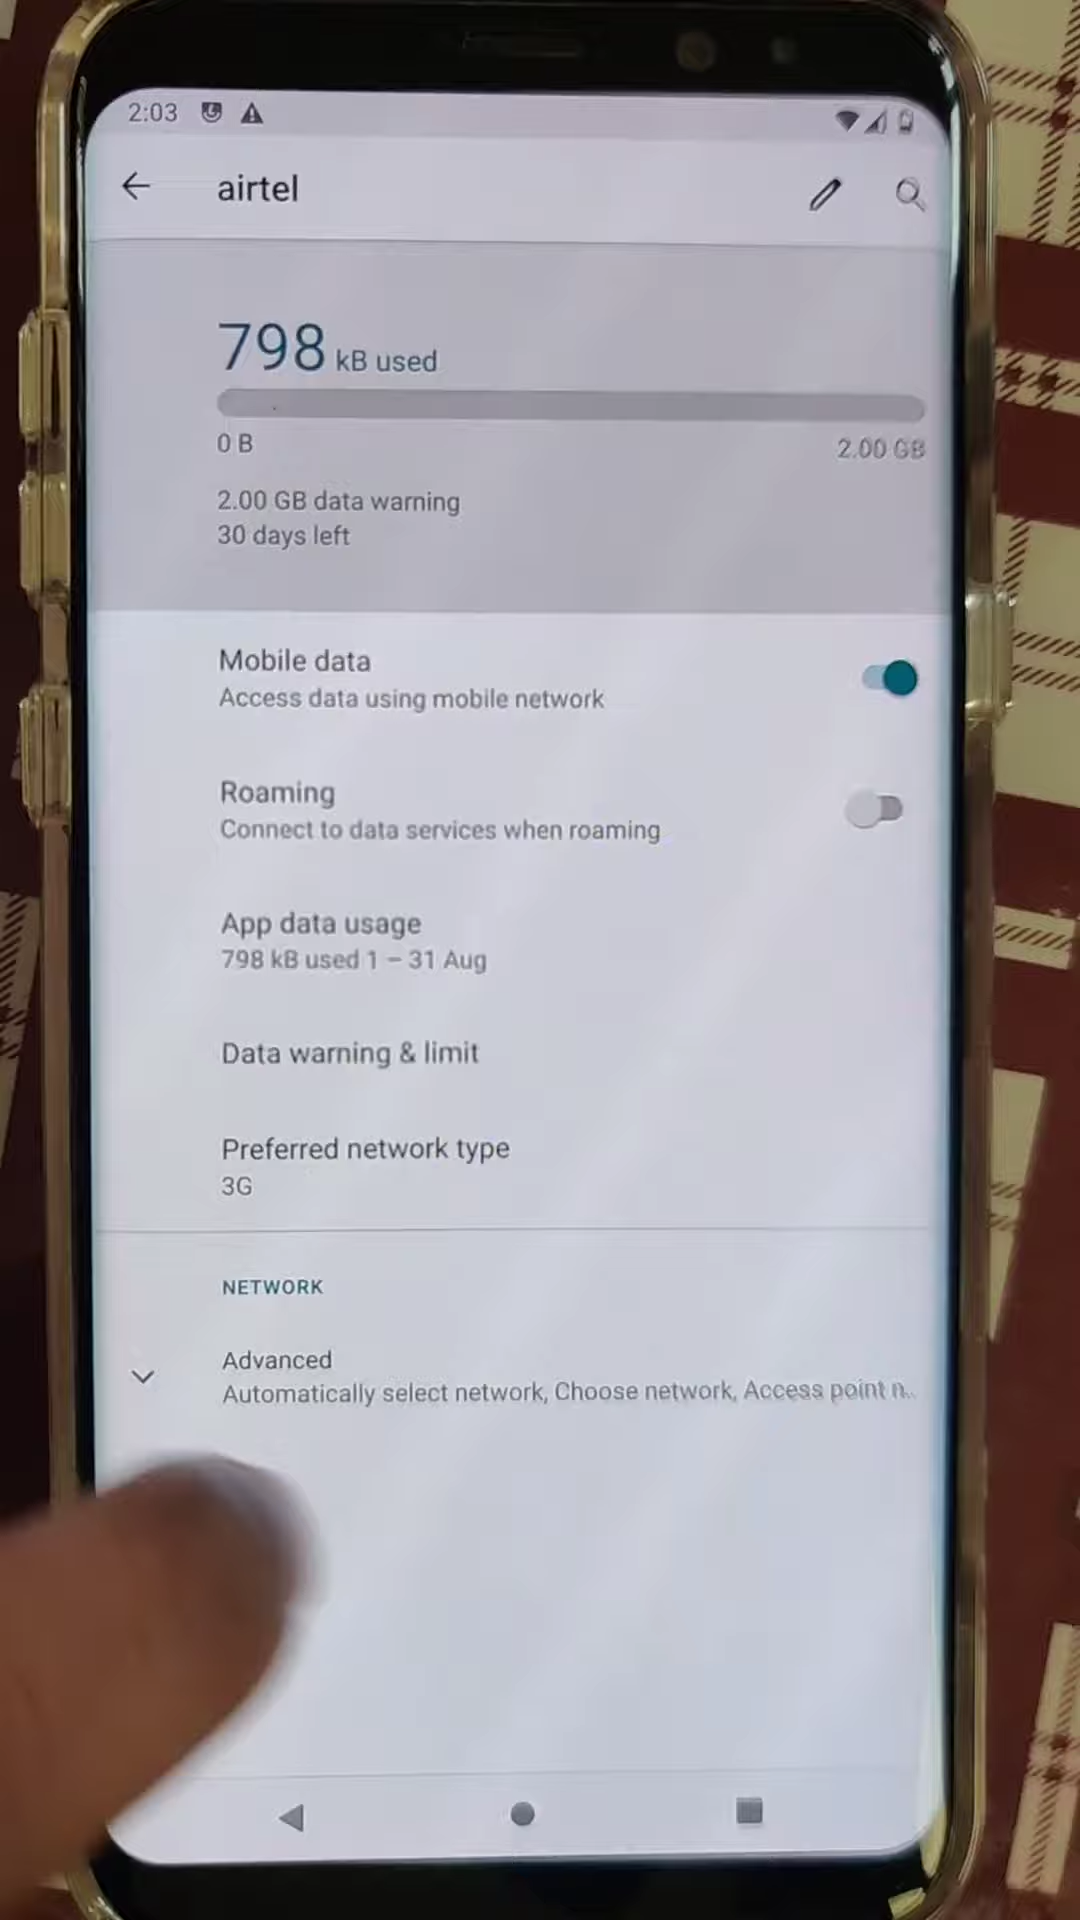 2:03
airtel
798 kB used
0 B 2.00 GB
2.00 GB data warning
30 days left
Mobile data
Access data using mobile network
Roaming
Connect to data services when roaming
App data usage
798 kB used 1 – 31 Aug
Data warning & limit
Preferred network type
3G
NETWORK
Advanced
Automatically select network, Choose network, Access point n..